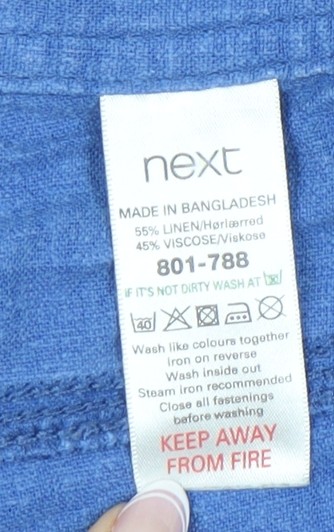 next
MADE IN BANGLADESH
55% LINEN/Hørlærred
45% VISCOSE/Viskose
801-788
IF IT'S NOT DIRTY WASH AT
40
Wash like colours together
iron on reverse
Wash inside out
Steam iron recommended
Close all fastenings
before washing
KEEP AWAY
FROM FIRE